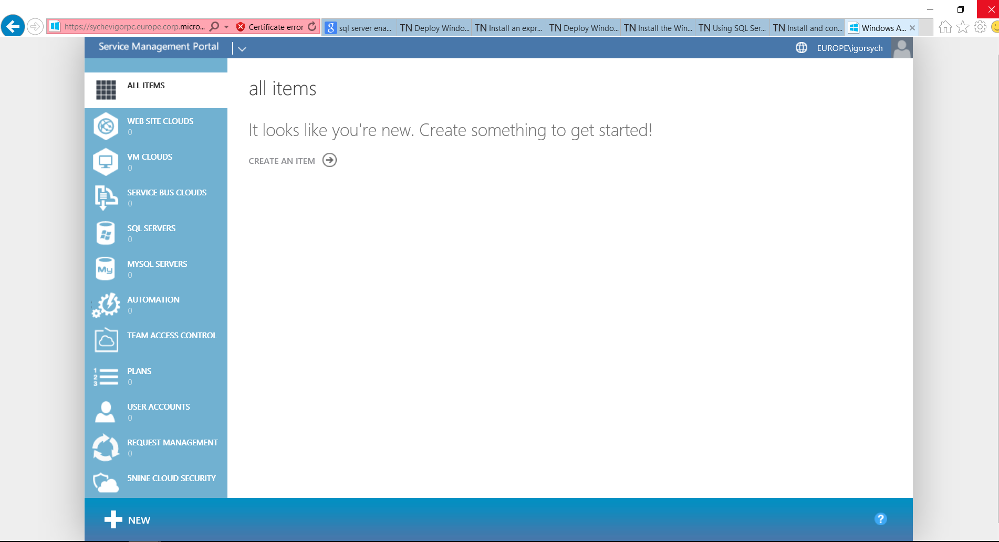 https://sychevigorpc.europe.corp.micro... Certificate error
sql server ena...
TN Deploy Windo...
TN Install an expr...
TN Deploy Windo...
TN Install the Win...
TN Using SQL Ser...
TN Install and con...
Windows A...
Service Management Portal
EUROPE\igorsych
ALL ITEMS
WEB SITE CLOUDS
0
VM CLOUDS
0
SERVICE BUS CLOUDS
0
SQL SERVERS
0
My
MYSQL SERVERS
0
AUTOMATION
0
TEAM ACCESS CONTROL
1
2
3
PLANS
0
USER ACCOUNTS
0
REQUEST MANAGEMENT
0
5NINE CLOUD SECURITY
all items
It looks like you're new. Create something to get started!
CREATE AN ITEM
NEW
?